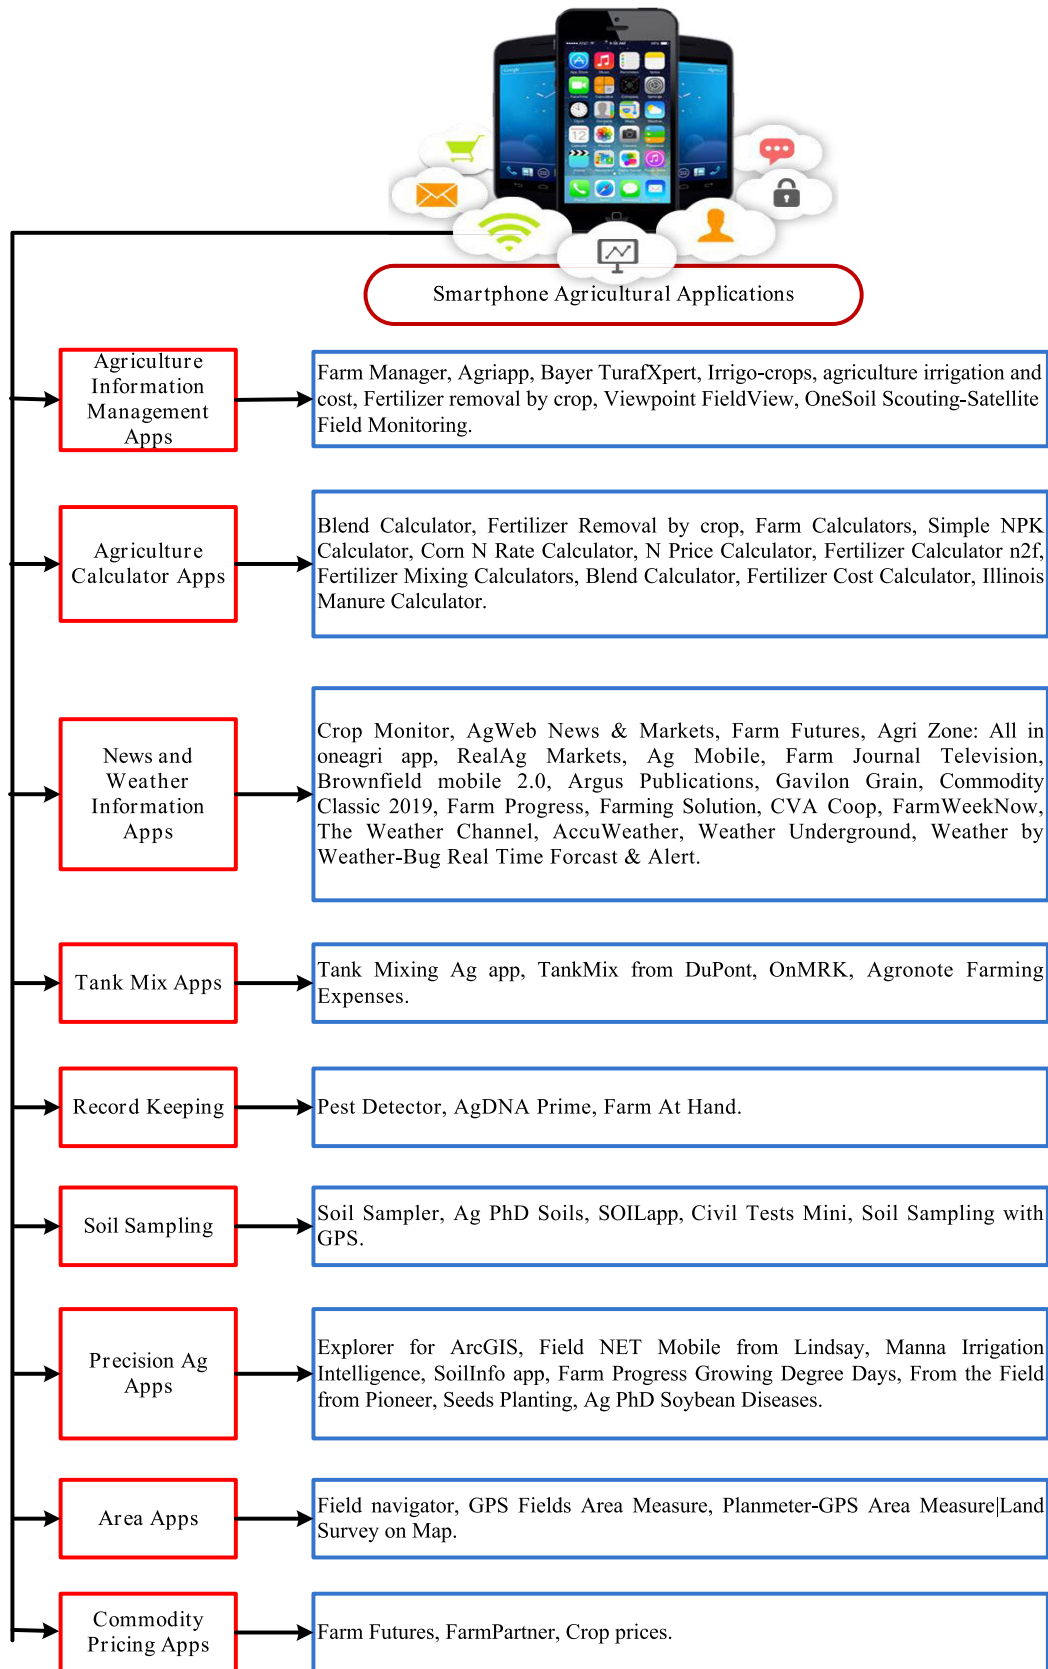 Smartphone Agricultural Applications
Agriculture
Information
Management
Apps
Farm Manager, Agriapp, Bayer TurafXpert, Irrigo-crops, agriculture irrigation and
cost, Fertilizer removal by crop, Viewpoint FieldView, OneSoil Scouting-Satellite
Field Monitoring.
Agriculture
Calculator Apps
Blend Calculator, Fertilizer Removal by crop, Farm Calculators, Simple NPK
Calculator, Corn N Rate Calculator, N Price Calculator, Fertilizer Calculator n2f,
Fertilizer Mixing Calculators, Blend Calculator, Fertilizer Cost Calculator, Illinois
Manure Calculator.
News and
Weather
Information
Apps
Crop Monitor, AgWeb News & Markets, Farm Futures, Agri Zone: All in
oneagri app, RealAg Markets, Ag Mobile, Farm Journal Television,
Brownfield mobile 2.0, Argus Publications, Gavilon Grain, Commodity
Classic 2019, Farm Progress, Farming Solution, CVA Coop, FarmWeekNow,
The Weather Channel, AccuWeather, Weather Underground, Weather by
Weather-Bug Real Time Forcast & Alert.
Tank Mix Apps
Tank Mixing Ag app, TankMix from DuPont, OnMRK, Agronote Farming
Expenses.
Record Keeping
Pest Detector, AgDNA Prime, Farm At Hand.
Soil Sampling
Soil Sampler, Ag PhD Soils, SOILapp, Civil Tests Mini, Soil Sampling with
GPS.
Precision Ag
Apps
Explorer for ArcGIS, Field NET Mobile from Lindsay, Manna Irrigation
Intelligence, SoilInfo app, Farm Progress Growing Degree Days, From the Field
from Pioneer, Seeds Planting, Ag PhD Soybean Diseases.
Area Apps
Field navigator, GPS Fields Area Measure, Planmeter-GPS Area Measure|Land
Survey on Map.
Commodity
Pricing Apps
Farm Futures, FarmPartner, Crop prices.